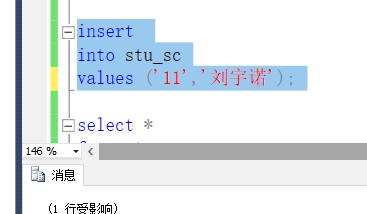 insert
into stu_sc
values ('11','刘宇诺');
select *
146 %
消息
(1 行受影响)